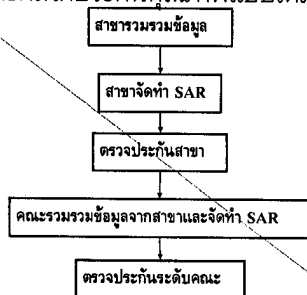 สาขารวมรวมข้อมูล
สาขาจัดทำ SAR
ตรวจประกันสาขา
คณะรวมรวมข้อมูลจากสาขาและจัดทำ SAR
ตรวจประกันระดับคณะ